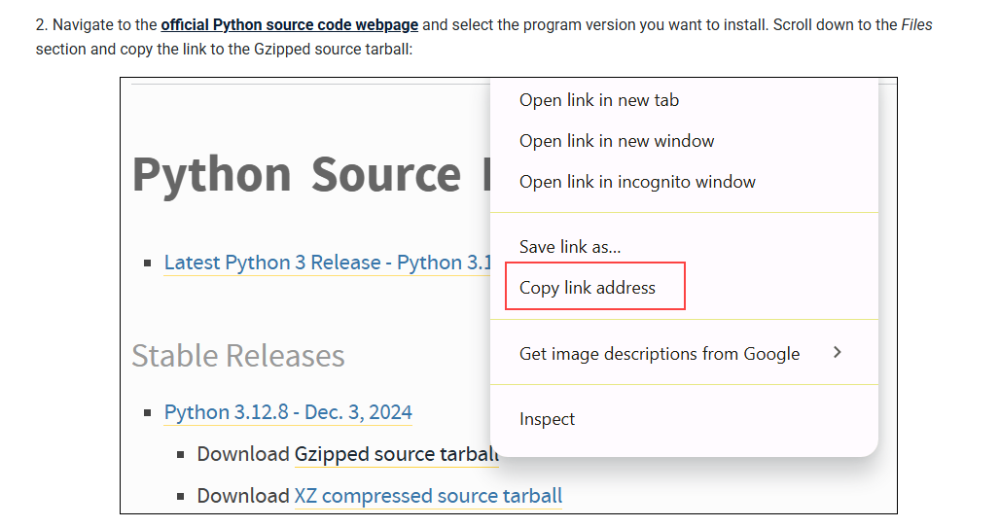 2. Navigate to the official Python source code webpage and select the program version you want to install. Scroll down to the Files
section and copy the link to the Gzipped source tarball:
Open link in new tab
Open link in new window
Python Source
Open link in incognito window
Save link as...
Latest Python 3 Release - Python 3.1
Copy link address
Stable Releases
Get image descriptions from Google
Python 3.12.8 - Dec. 3, 2024
Inspect
Download Gzipped source tarball
Download XZ compressed source tarball